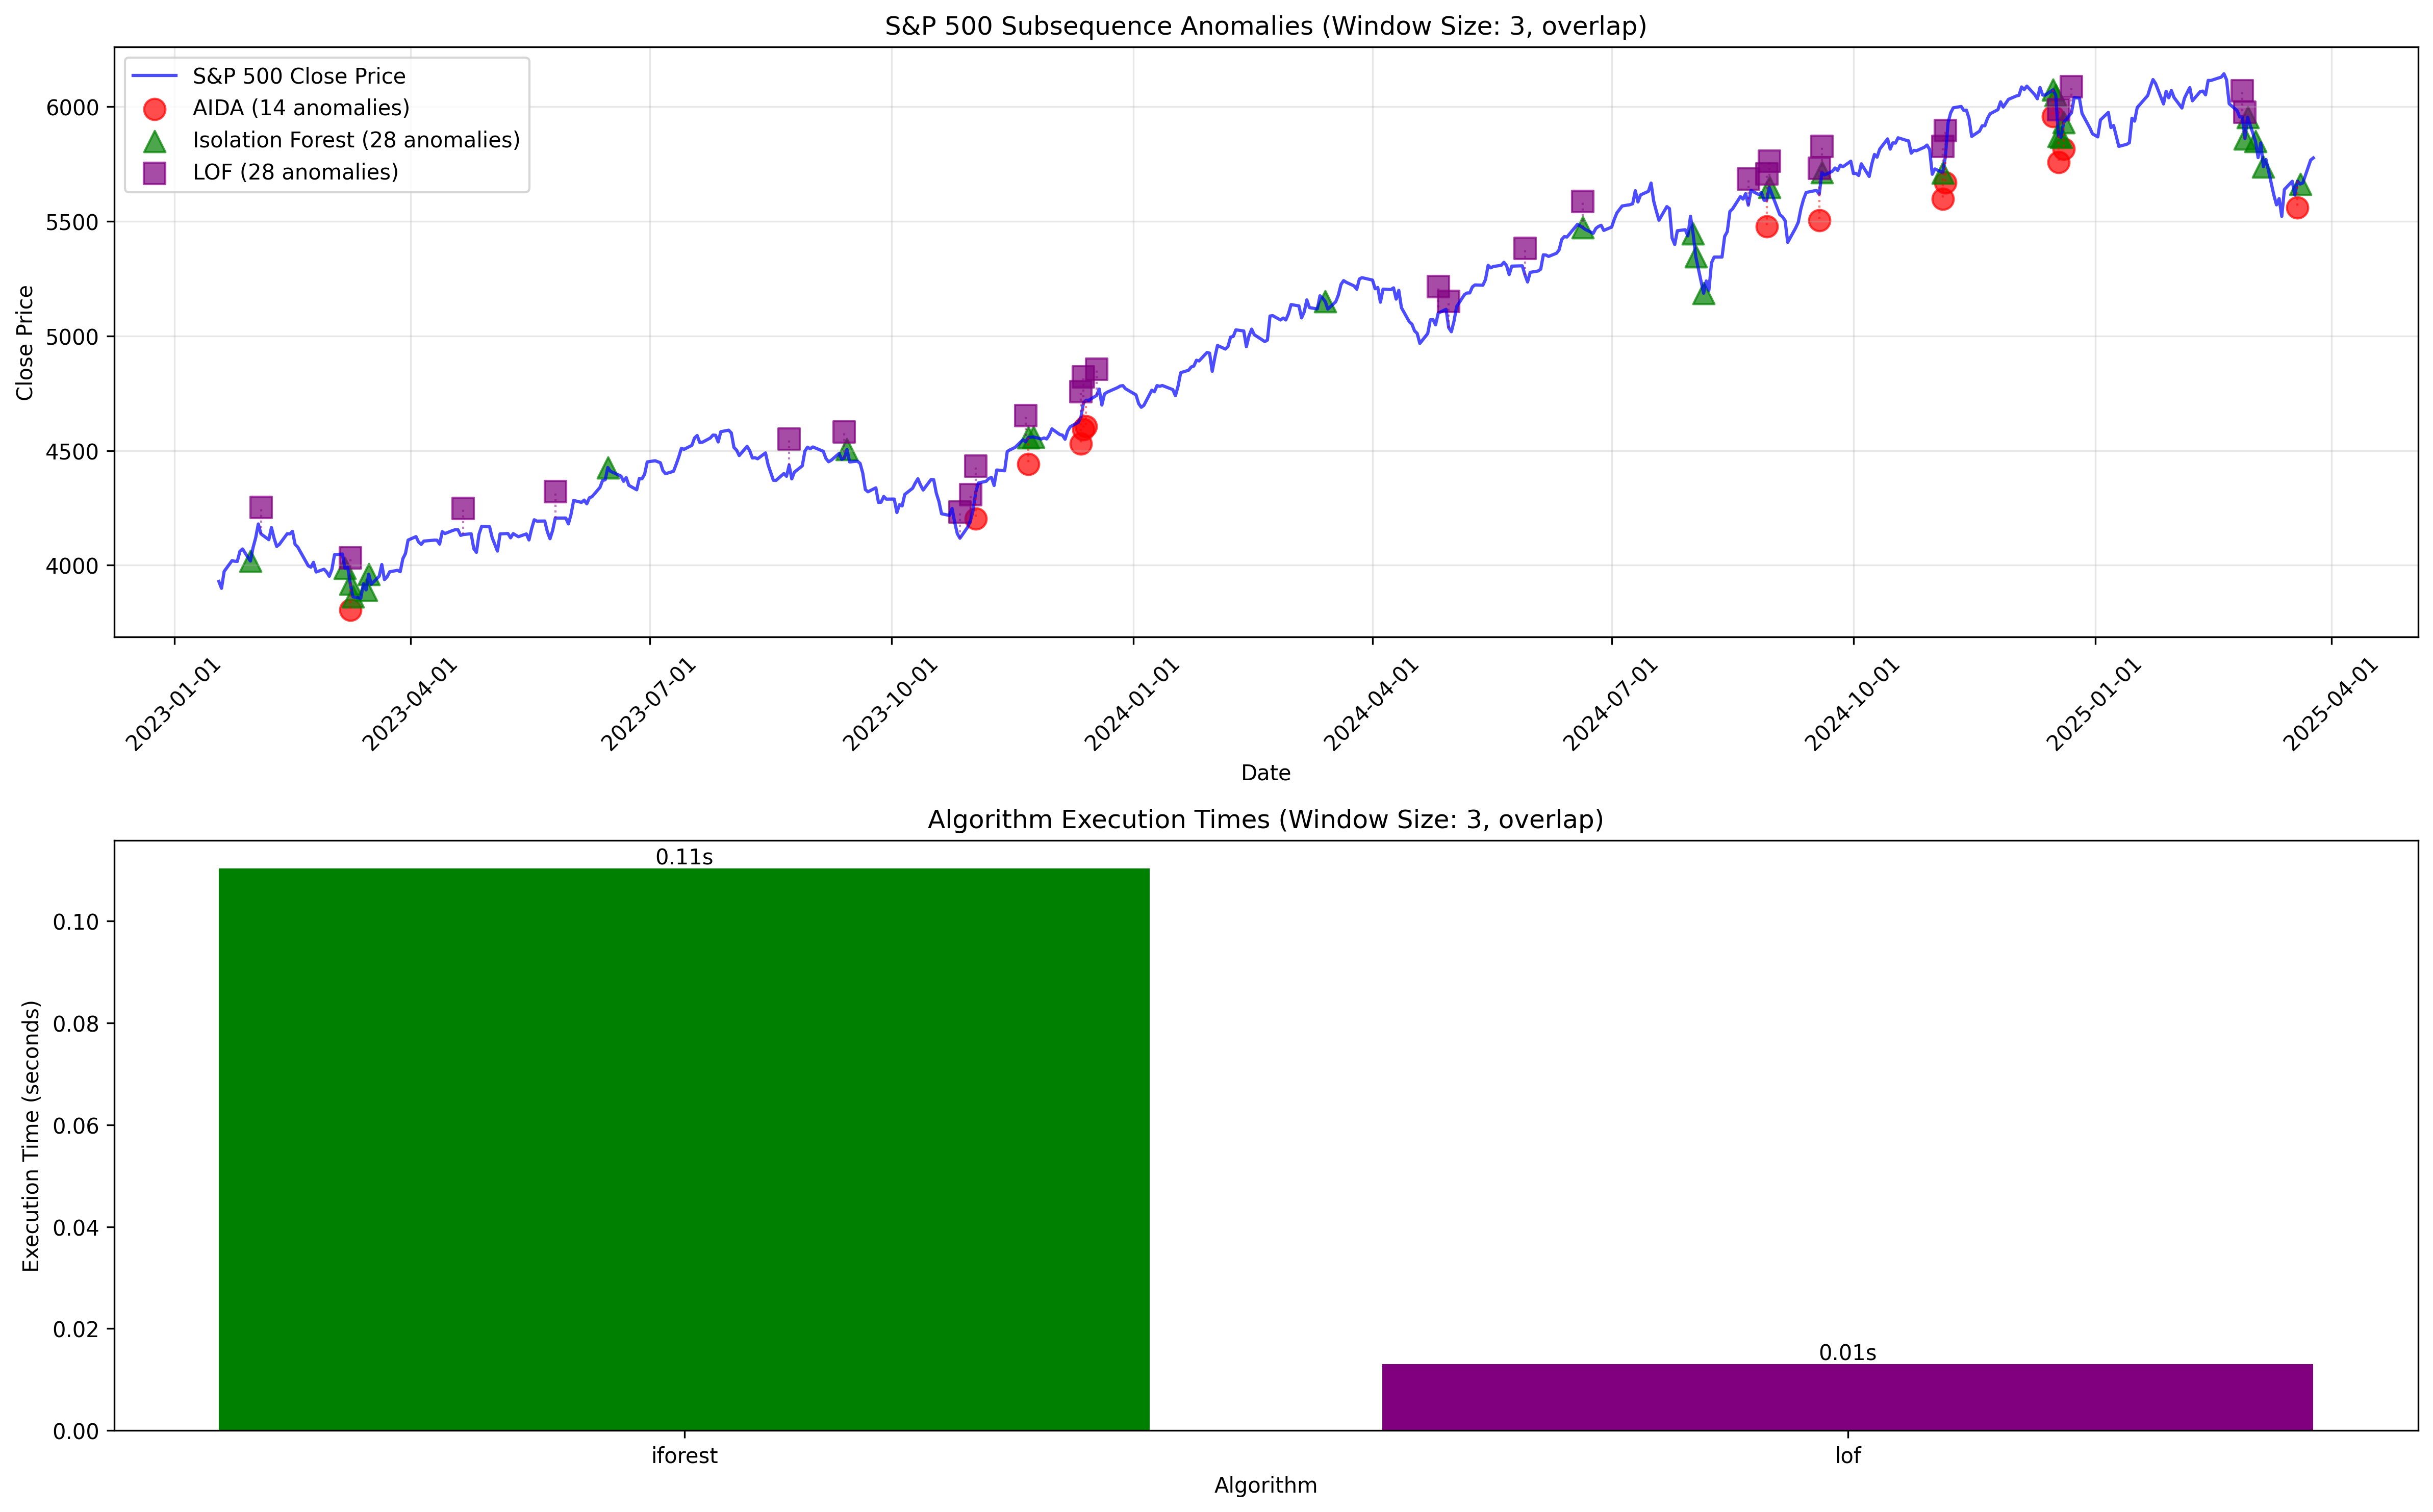 S&P 500 Subsequence Anomalies (Window Size: 3, overlap)
S&P 500 Close Price
AIDA (14 anomalies)
Isolation Forest (28 anomalies)
LOF (28 anomalies)
Close Price
6000
5500
5000
4500
4000
2023-01-01
2023-04-01
2023-07-01
2023-10-01
2024-01-01
2024-04-01
2024-07-01
2024-10-01
2025-01-01
2025-04-01
Date
Algorithm Execution Times (Window Size: 3, overlap)
Execution Time (seconds)
0.10
0.08
0.06
0.04
0.02
0.00
0.11s
0.01s
iforest
lof
Algorithm